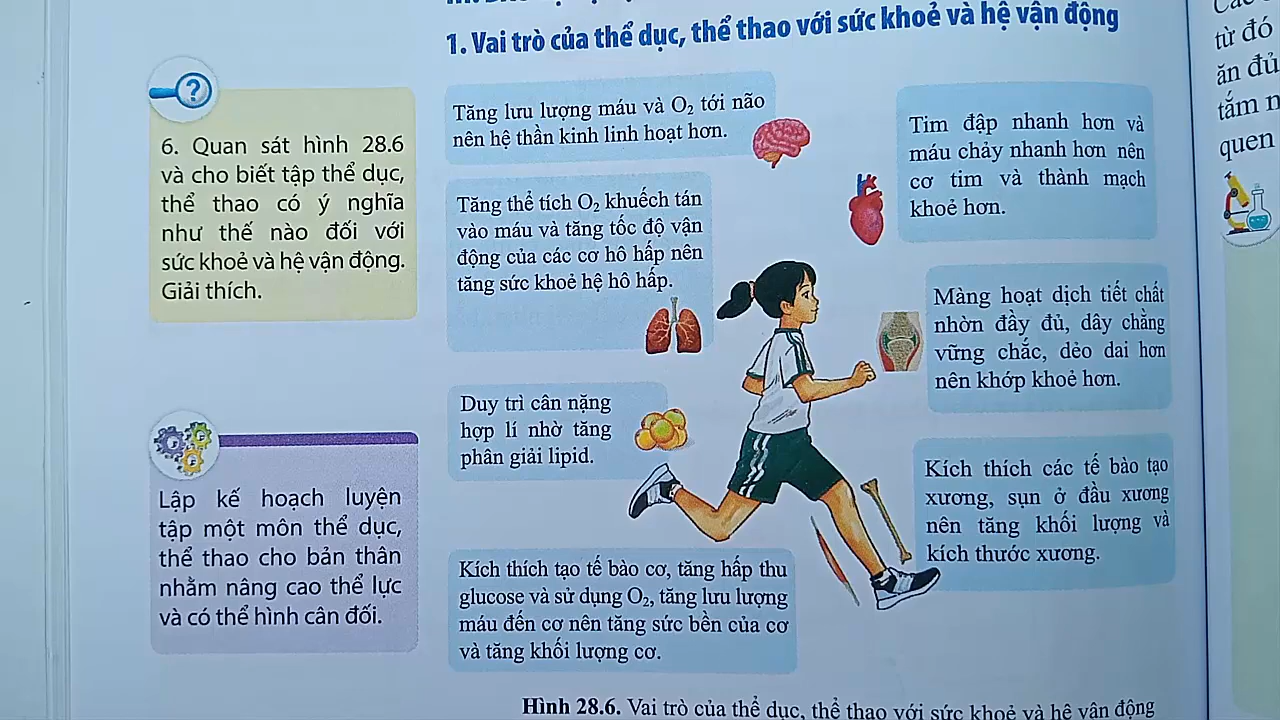 1. Vai trò của thể dục, thể thao với sức khoẻ và hệ vận động
6. Quan sát hình 28.6
và cho biết tập thể dục,
thể thao có ý nghĩa
như thế nào đối với
sức khoẻ và hệ vận động.
Giải thích.
Lập kế hoạch luyện
tập một môn thể dục,
thể thao cho bản thân
nhằm nâng cao thể lực
và có thể hình cân đối.
Tăng lưu lượng máu và O₂ tới não
nên hệ thần kinh linh hoạt hơn.
Tăng thể tích O₂ khuếch tán
vào máu và tăng tốc độ vận
động của các cơ hô hấp nên
tăng sức khoẻ hệ hô hấp.
Duy trì cân nặng
hợp lí nhờ tăng
phân giải lipid.
Kích thích tạo tế bào cơ, tăng hấp thu
glucose và sử dụng O₂, tăng lưu lượng
máu đến cơ nên tăng sức bền của cơ
và tăng khối lượng cơ.
Tim đập nhanh hơn và
máu chảy nhanh hơn nên
cơ tim và thành mạch
khoẻ hơn.
Màng hoạt dịch tiết chất
nhờn đầy đủ, dây chằng
vững chắc, dẻo dai hơn
nên khớp khoẻ hơn.
Kích thích các tế bào tạo
xương, sụn ở đầu xương
nên tăng khối lượng và
kích thước xương.
Hình 28.6. Vai trò của thể dục, thể thao với sức khoẻ và hệ vận động
từ đó
ăn đủ
tắm
quen